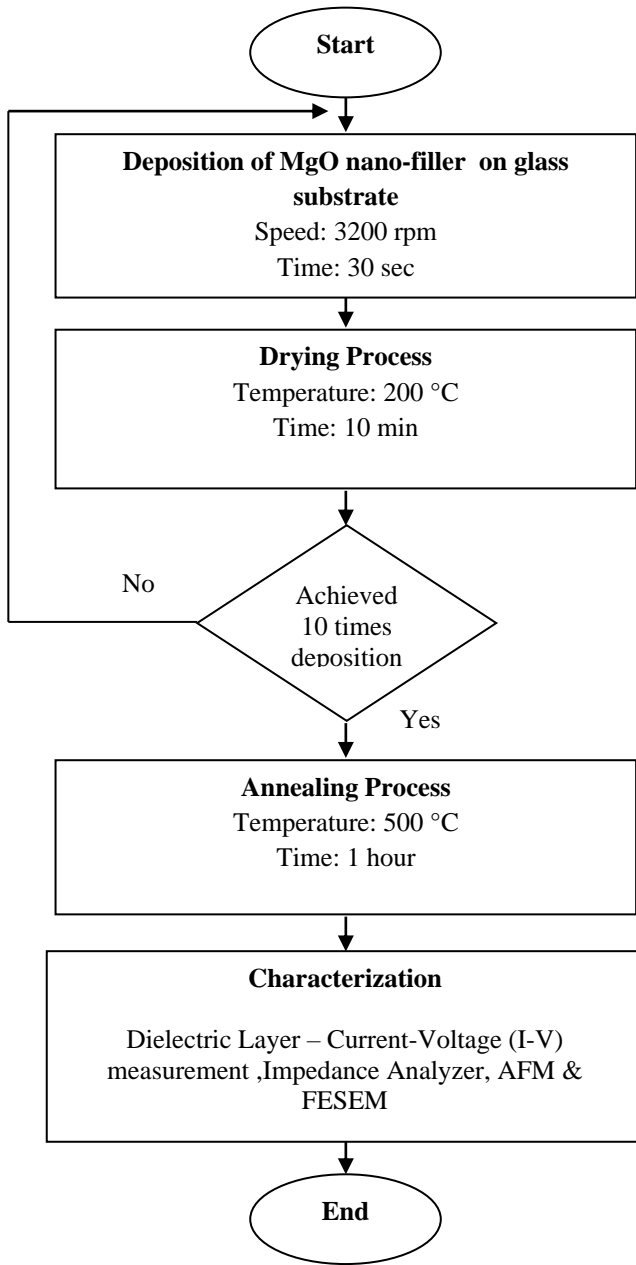 Start
Deposition of MgO nano-filler on glass
substrate
Speed: 3200 rpm
Time: 30 sec
Drying Process
Temperature: 200 °C
Time: 10 min
No
Achieved
10 times
deposition
Yes
Annealing Process
Temperature: 500 °C
Time: 1 hour
Characterization
Dielectric Layer – Current-Voltage (I-V)
measurement ,Impedance Analyzer, AFM &
FESEM
End